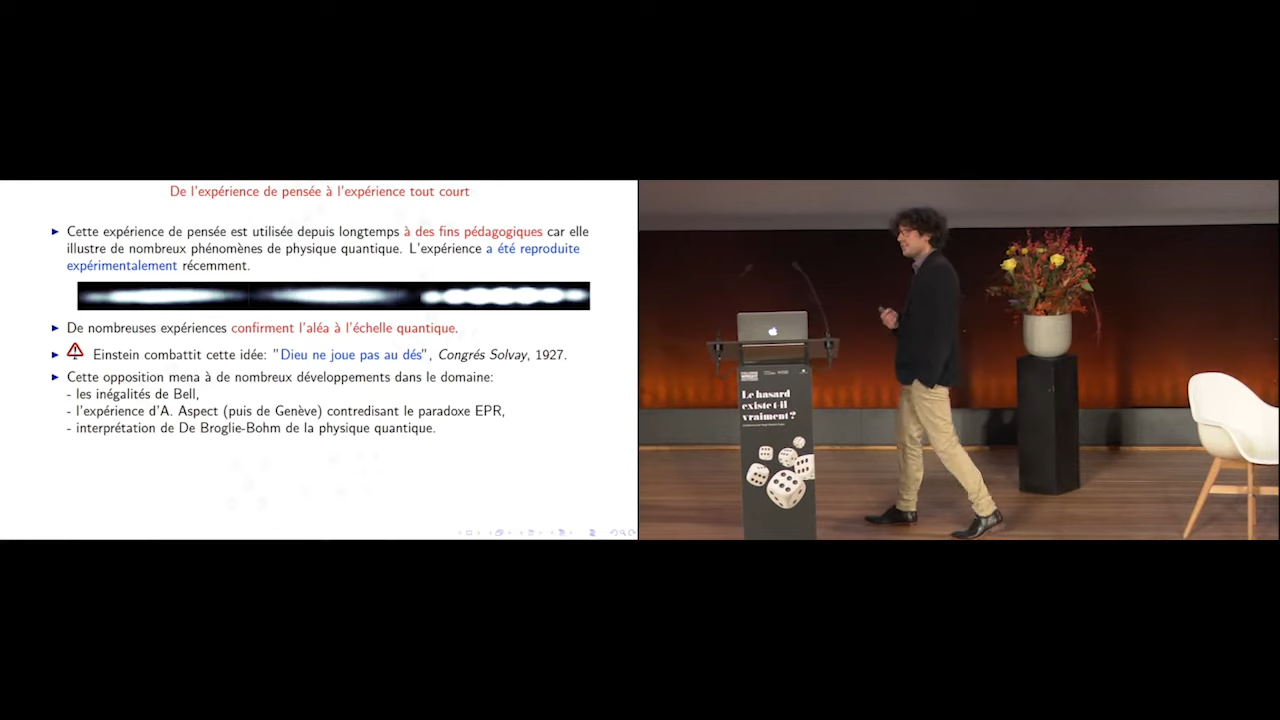 De l'expérience de pensée à l'expérience tout court
► Cette expérience de pensée est utilisée depuis longtemps à des fins pédagogiques car elle
illustre de nombreux phénomènes de physique quantique. L'expérience a été reproduite
expérimentalement récemment.
► De nombreuses expériences confirment l'aléa à l'échelle quantique.
► Einstein combattit cette idée: "Dieu ne joue pas au dés", Congrés Solvay, 1927.
► Cette opposition mena à de nombreux développements dans le domaine:
- les inégalités de Bell,
- l'expérience d'A. Aspect (puis de Genève) contredisant le paradoxe EPR,
- interprétation de De Broglie-Bohm de la physique quantique.
Le hasard
existe t-il
vraiment ?